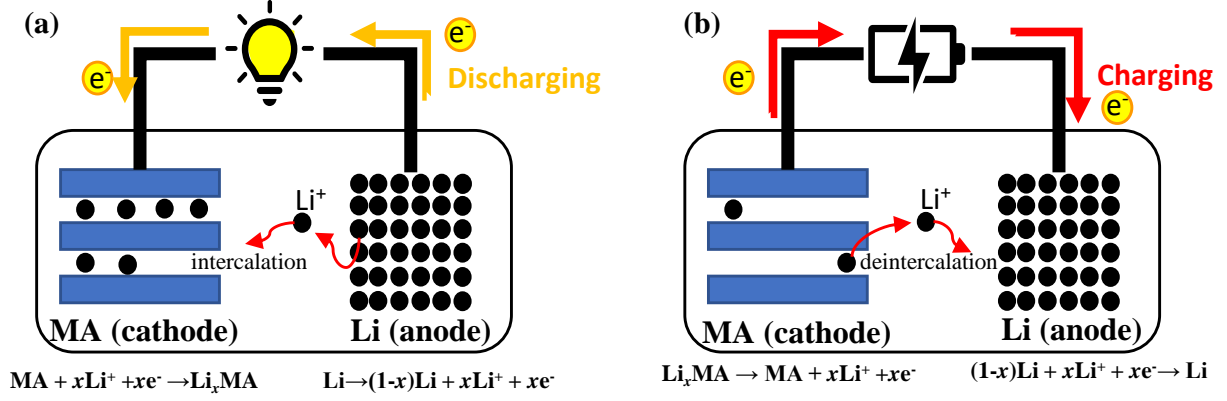 (a)
e⁻
Discharging
e⁻
Li⁺
intercalation
MA (cathode)
Li (anode)
MA + xLi⁺ +xe⁻ →LiₓMA
Li→(1-x)Li + xLi⁺ + xe⁻
(b)
Charging
e⁻
e⁻
Li⁺
deintercalation
MA (cathode)
Li (anode)
LiₓMA → MA + xLi⁺ +xe⁻
(1-x)Li + xLi⁺ + xe⁻→ Li